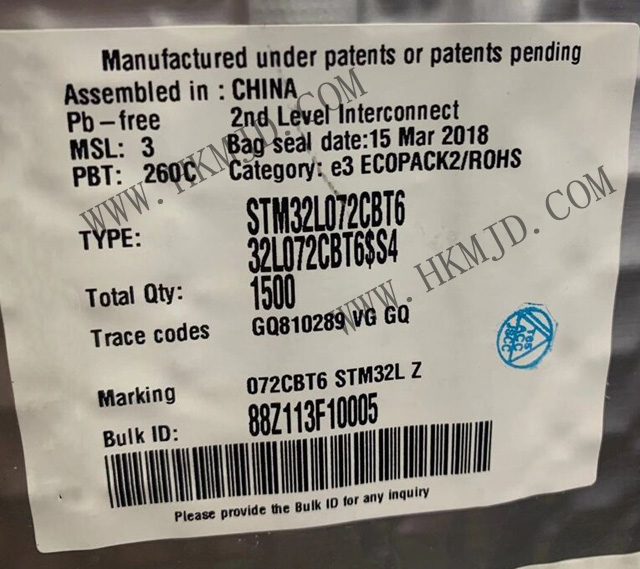 Manufactured under patents or patents pending
Assembled in : CHINA
Pb-free 2nd Level Interconnect
MSL: 3 Bag seal date:15 Mar 2018
PBT: 260C Category: e3 ECOPACK2/ROHS
TYPE: STM32L072CBT6
32L072CBT6$S4
Total Qty: 1500
Trace codes GQ810289 VG GQ
Marking 072CBT6 STM32L Z
Bulk ID: 88Z113F10005
Please provide the Bulk ID for any inquiry
WWW.HKMJD.COM
WWW.HKMJD.COM